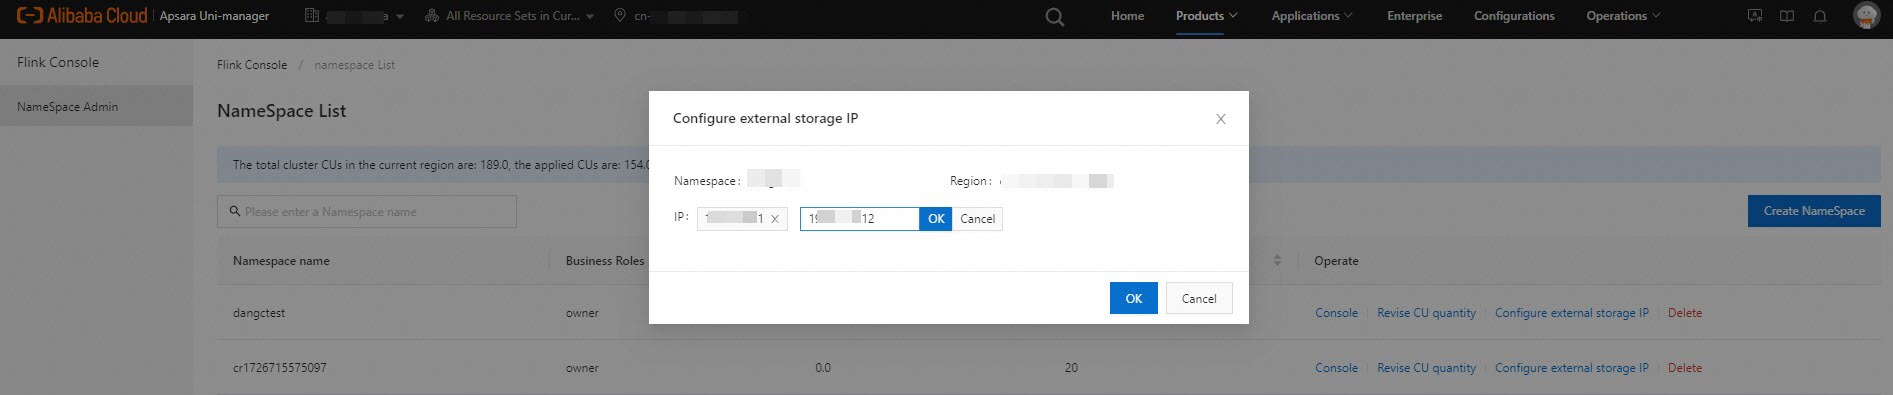 Alibaba Cloud | Apsara Uni-manager a All Resource Sets in Cur... cn- Home Products Applications Enterprise Configurations Operations
Flink Console
NameSpace Admin
Flink Console / namespace List
NameSpace List
The total cluster CUs in the current region are: 189.0, the applied CUs are: 154.0
Please enter a Namespace name
Create NameSpace
Configure external storage IP
Namespace:
Region:
IP: 1 1 19 12 OK Cancel
OK Cancel
Namespace name Business Roles Operate
dangctest owner Console Revise CU quantity Configure external storage IP Delete
cr1726715575097 owner 0.0 20 Console Revise CU quantity Configure external storage IP Delete